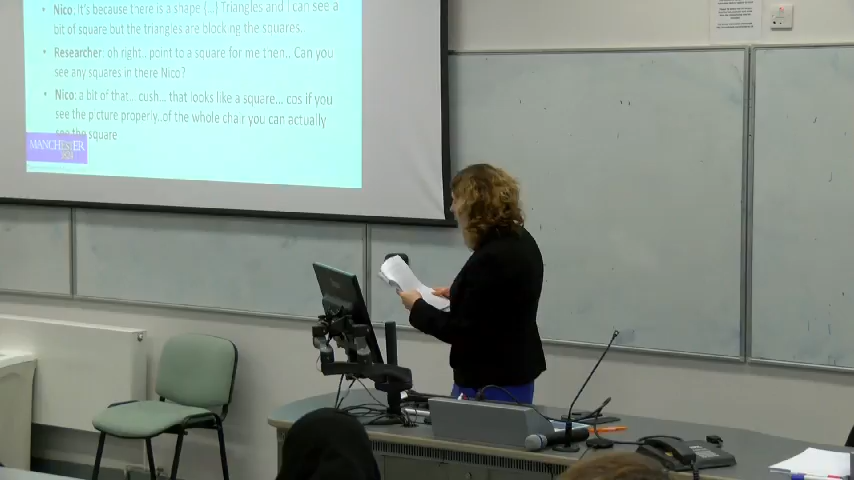 Nico: It's because there is a shape {...} Triangles and I can see a
bit of square but the triangles are blocking the squares..
Researcher: oh right.. point to a square for me then.. Can you
see any squares in there Nico?
Nico: a bit of that... cush... that looks like a square... cos if you
see the picture properly..of the whole chair you can actually
see the square
MANCHESTER
1824